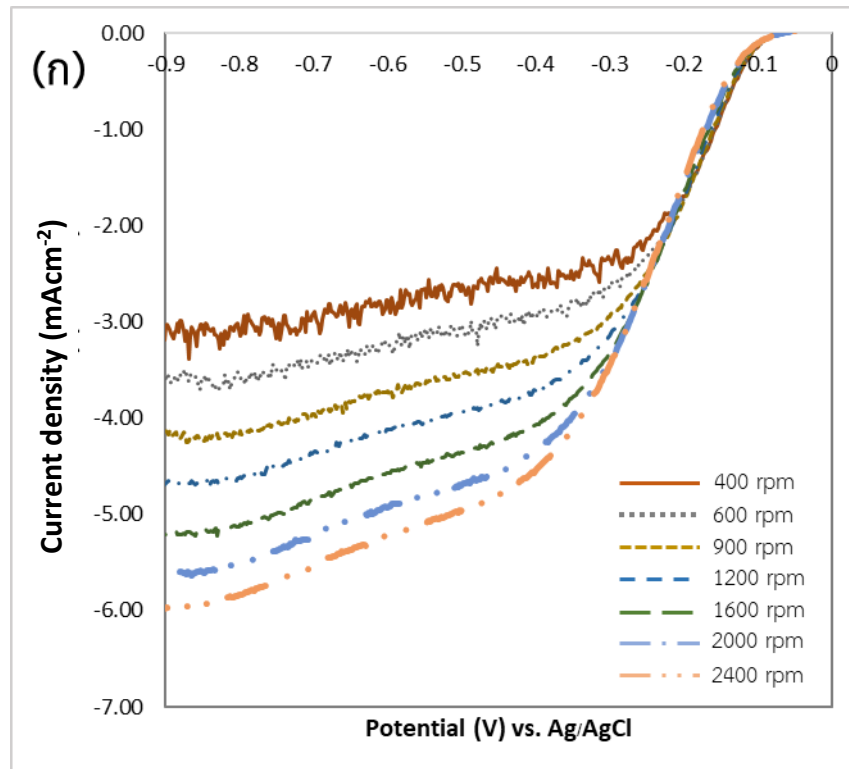 0.00
(ก)
-0.9 -0.8 -0.7 -0.6 -0.5 -0.4 -0.3 -0.2 -0.1 0
-1.00
-2.00
-3.00
-4.00
-5.00
-6.00
-7.00
Current density (mAcm⁻²)
400 rpm
600 rpm
900 rpm
1200 rpm
1600 rpm
2000 rpm
2400 rpm
Potential (V) vs. Ag/AgCl